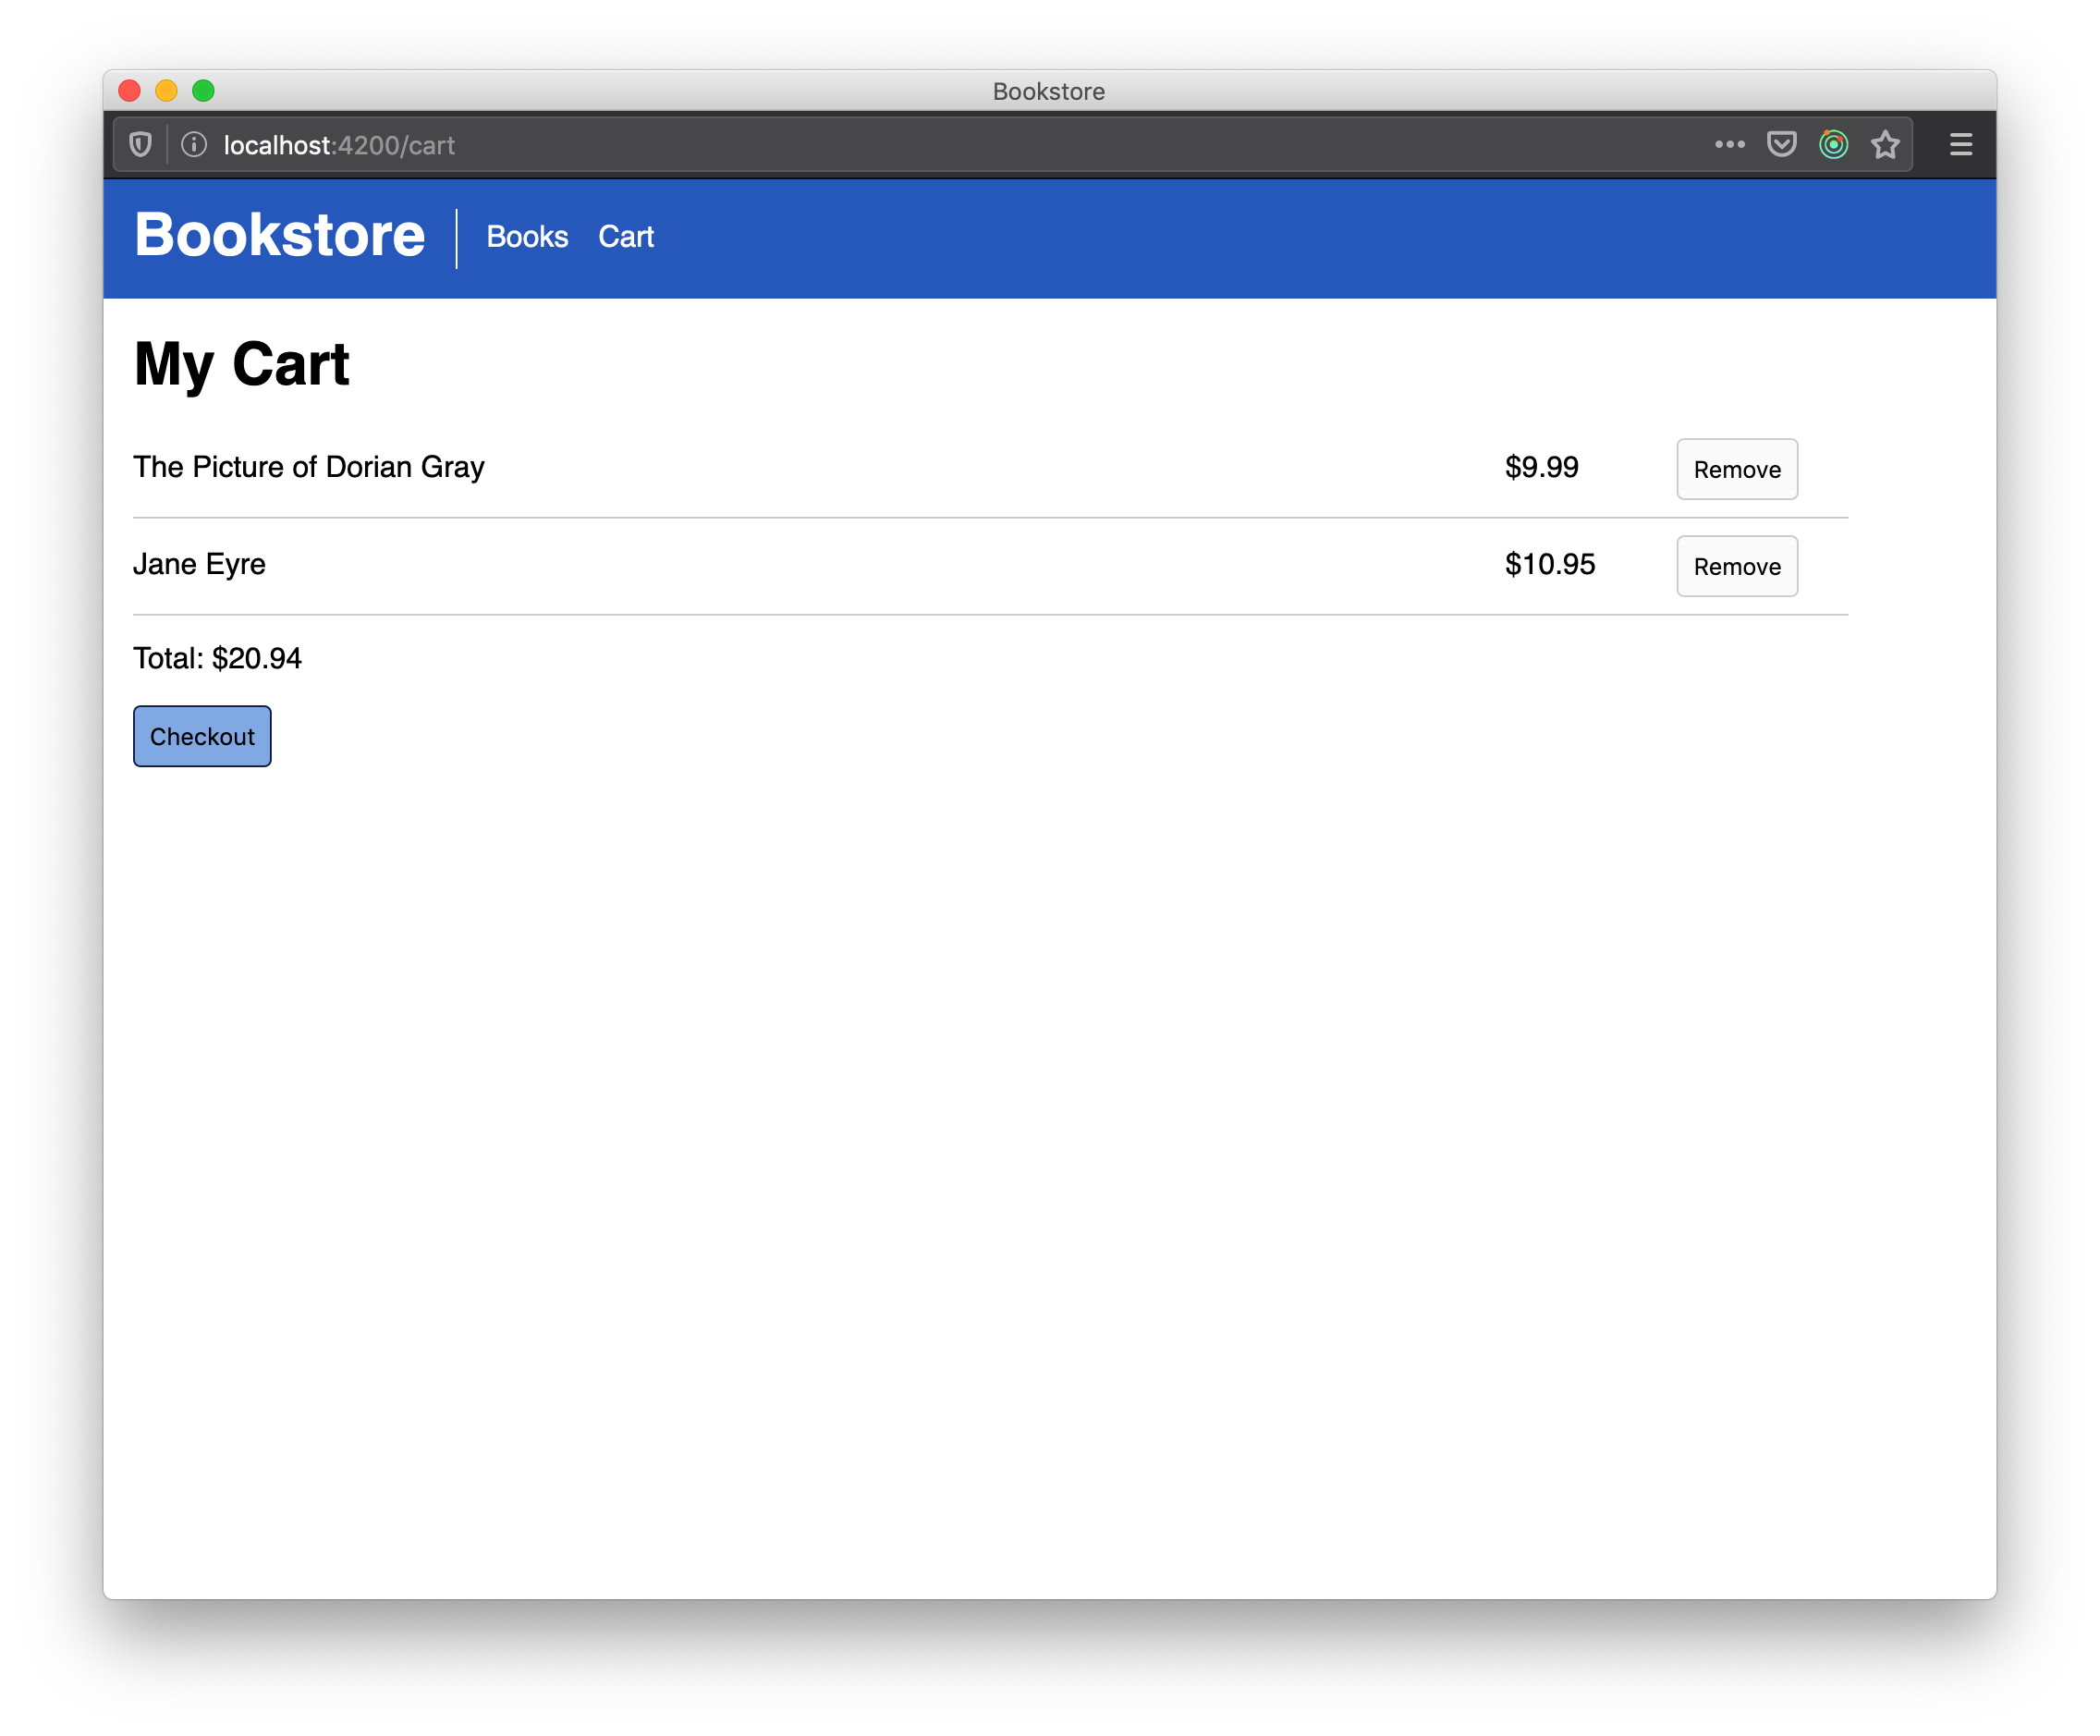 Bookstore
localhost:4200/cart
Bookstore Books Cart
My Cart
The Picture of Dorian Gray $9.99 Remove
Jane Eyre $10.95 Remove
Total: $20.94
Checkout